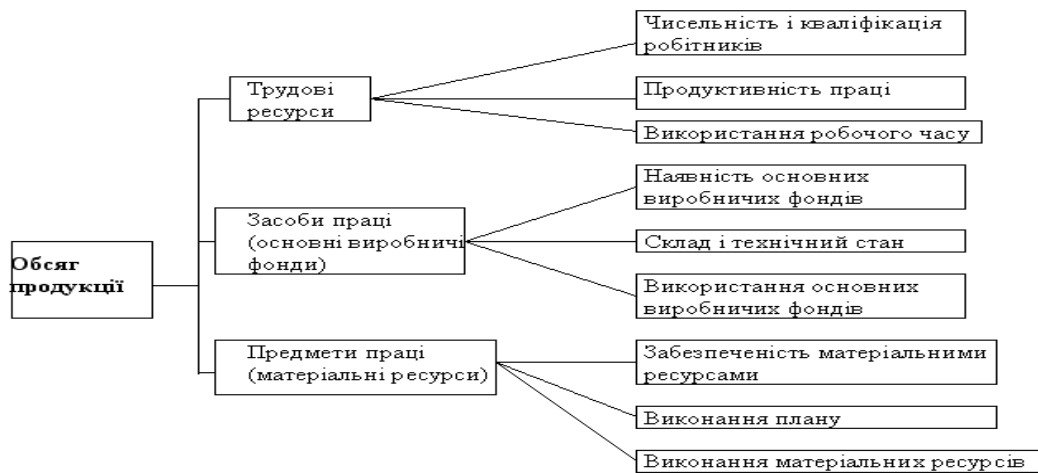 Обсяг
продукції
Трудові
ресурси
Чисельність і кваліфікація
робітників
Продуктивність праці
Використання робочого часу
Засоби праці
(основні виробничі
фонди)
Наявність основних
виробничих фондів
Склад і технічний стан
Використання основних
виробничих фондів
Предмети праці
(матеріальні ресурси)
Забезпеченість матеріальними
ресурсами
Виконання плану
Виконання матеріальних ресурсів